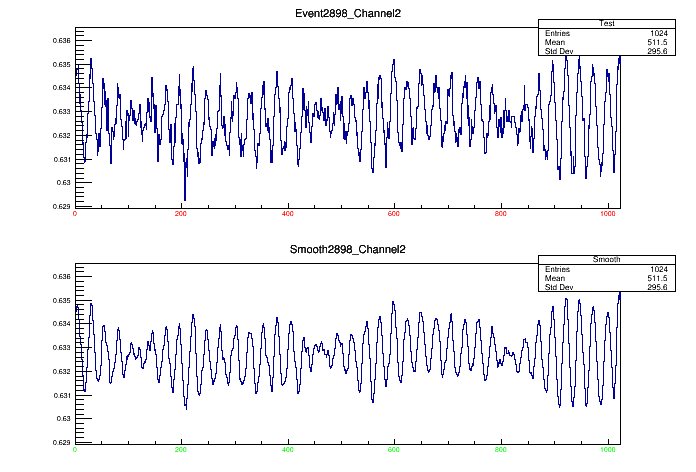 Event2898_Channel2
Test
Entries 1024
Mean 511.5
Std Dev 295.6
0.636
0.635
0.634
0.633
0.632
0.631
0.63
0.629
0 200 400 600 800 1000
Smooth2898_Channel2
Smooth
Entries 1024
Mean 511.5
Std Dev 295.6
0.636
0.635
0.634
0.633
0.632
0.631
0.63
0.629
0 200 400 600 800 1000